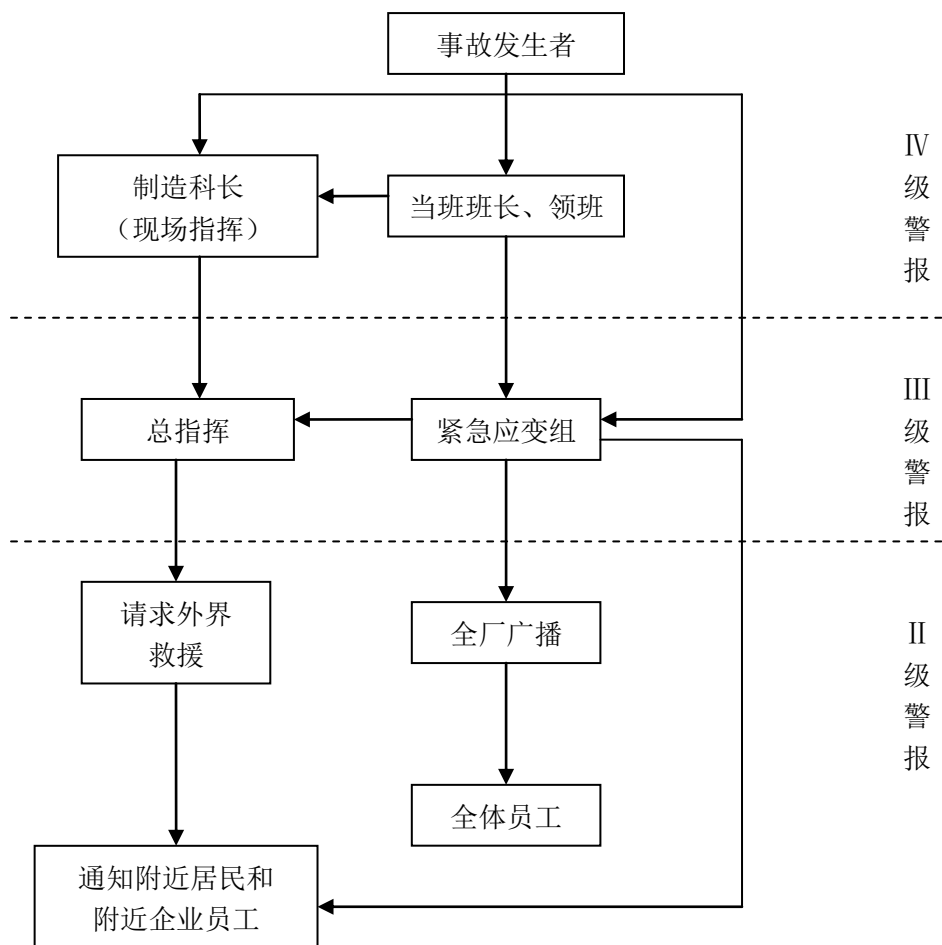 事故发生者
制造科长
（现场指挥）
当班班长、领班
Ⅳ
级
警
报
总指挥
紧急应变组
III
级
警
报
请求外界
救援
全厂广播
II
级
警
报
全体员工
通知附近居民和
附近企业员工